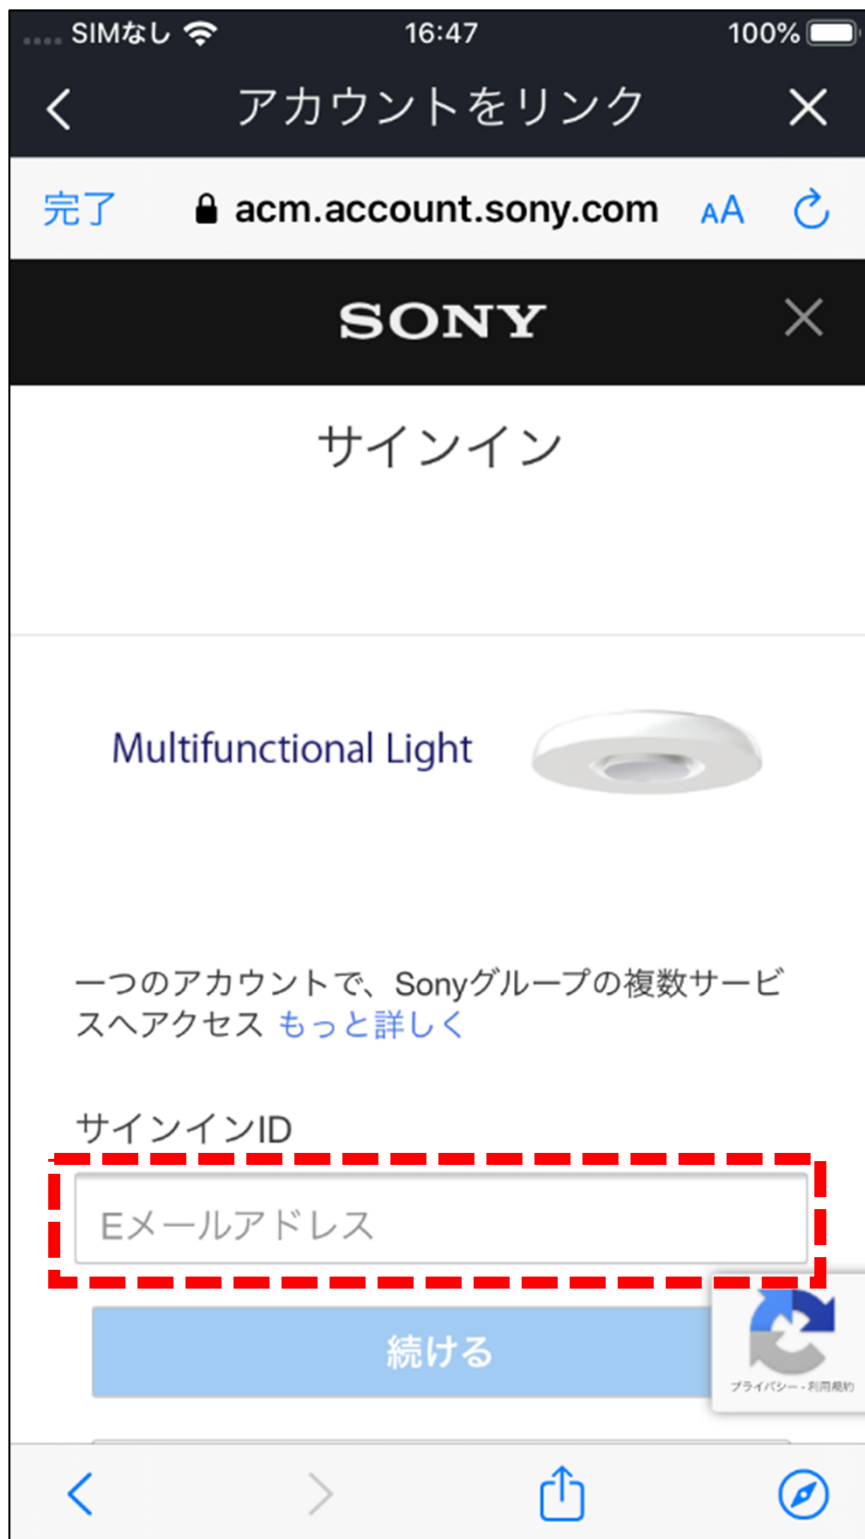 SIMなし 16:47 100%
アカウントをリンク
完了 acm.account.sony.com AA
SONY
サインイン
Multifunctional Light
一つのアカウントで、Sonyグループの複数サービ
スへアクセス もっと詳しく
サインインID
Eメールアドレス
続ける
プライバシー - 利用規約